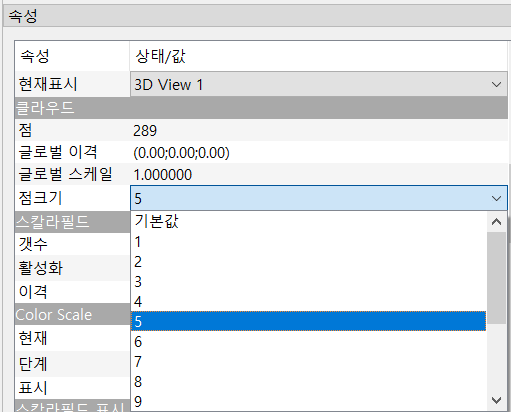 속성
속성 상태/값
현재표시 3D View 1
클라우드
점 289
글로벌 이격 (0.00;0.00;0.00)
글로벌 스케일 1.000000
점크기 5
스칼라필드 기본값
갯수 1
활성화 2
이격 3
4
Color Scale 5
현재 6
단계 7
표시 8
스칼라필드 표시 9